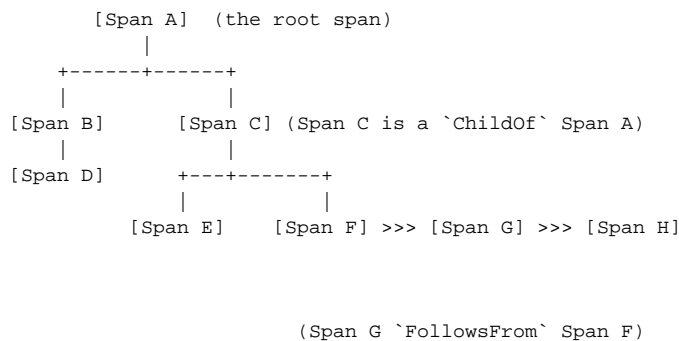 [Span A] (the root span)
|
+------+------+
| |
[Span B] [Span C] (Span C is a `ChildOf` Span A)
| |
[Span D] +---+-------+
| |
[Span E] [Span F] >>> [Span G] >>> [Span H]
(Span G `FollowsFrom` Span F)